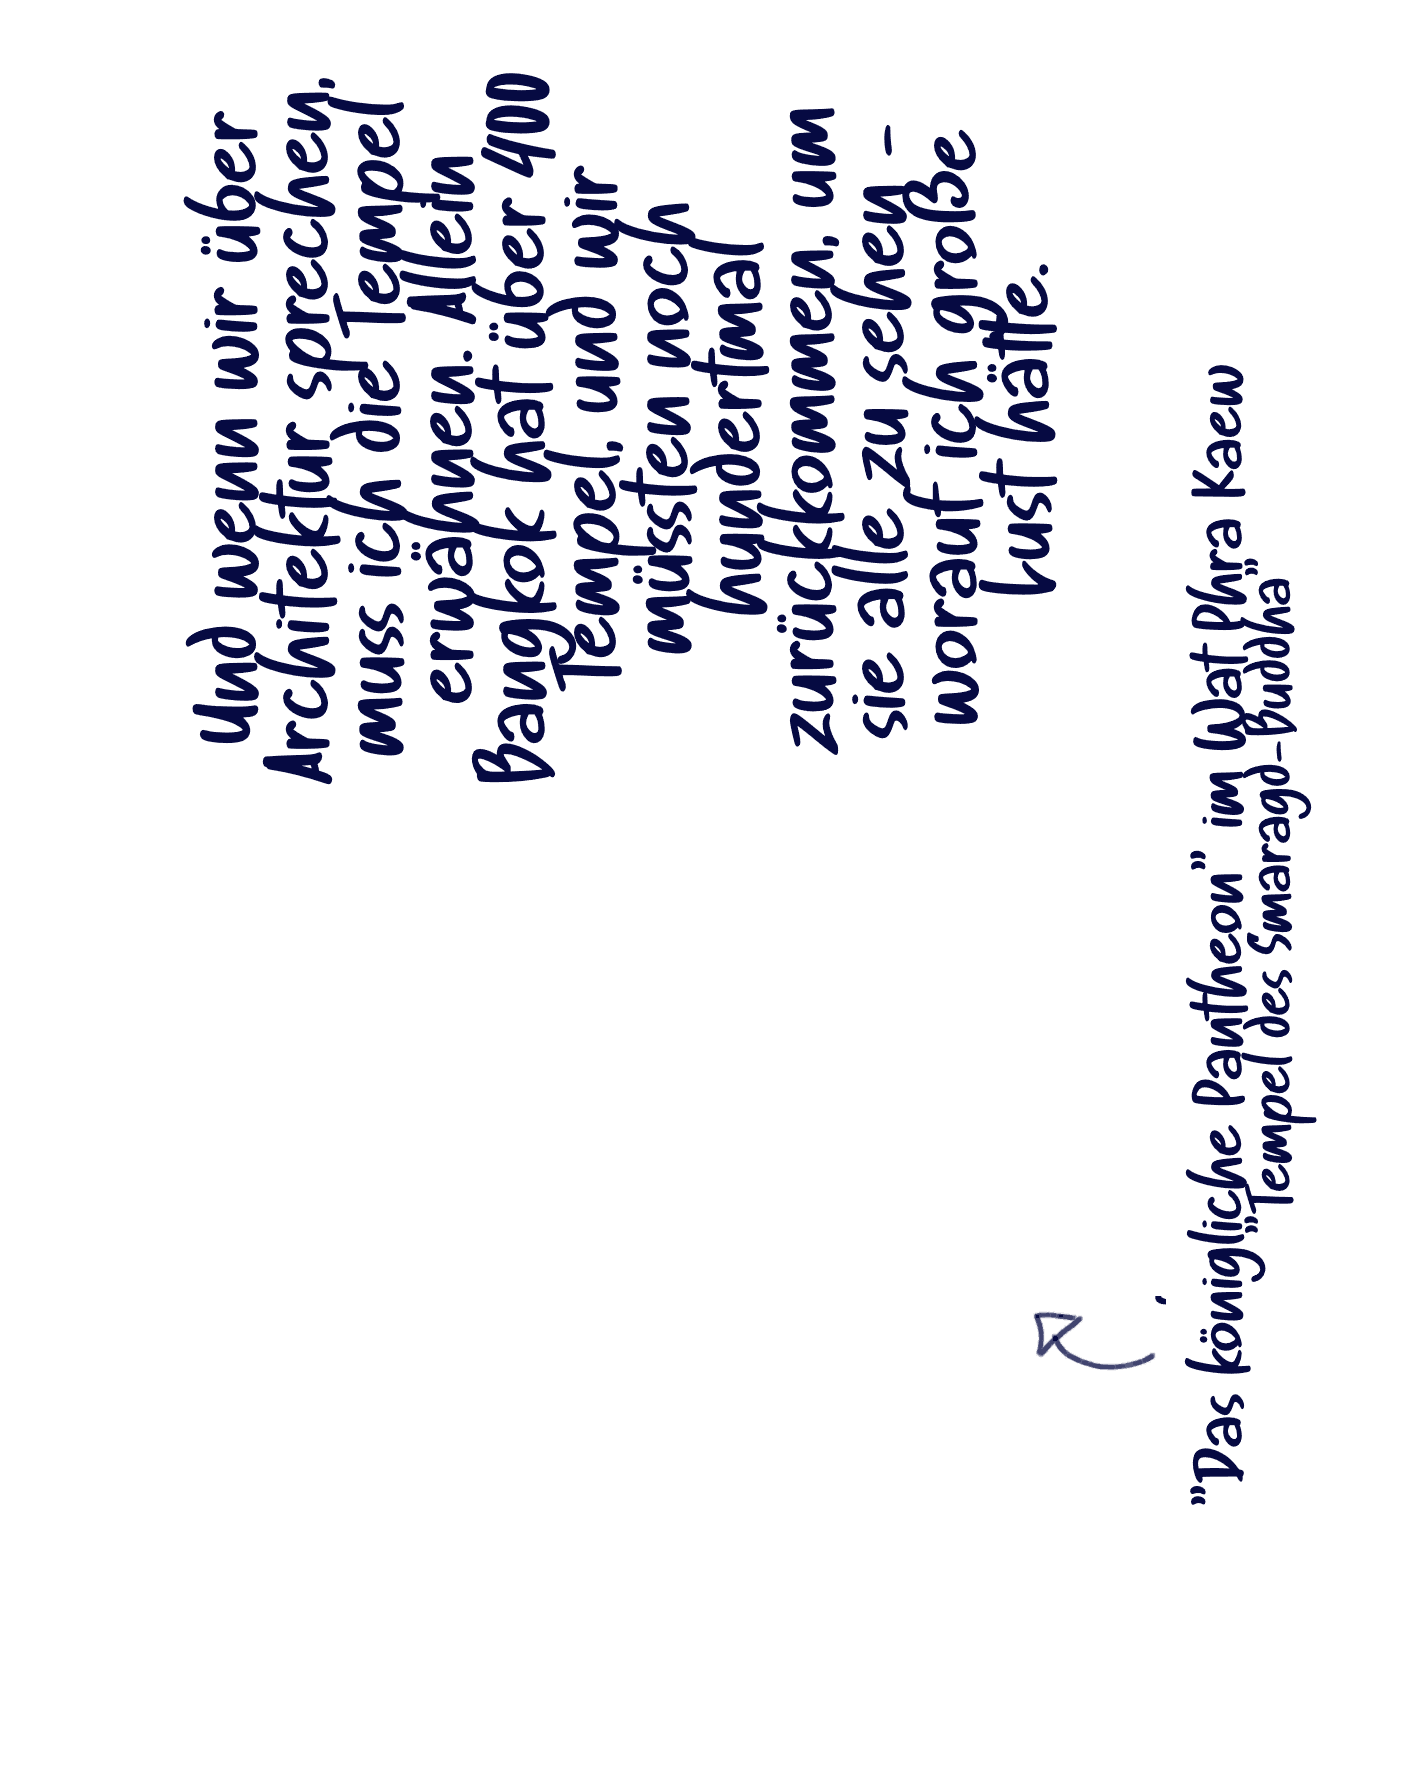 Und wenn wir über
Architektur sprechen,
muss ich die Tempel
erwähnen. Allein
Bangkok hat über 400
Tempel, und wir
müssten noch
hundertmal
zurückkommen, um
sie alle zu sehen -
worauf ich große
Lust hätte.
"Das königliche Pantheon" im Wat Phra Kaew
"Tempel des Smaragd-Buddha"